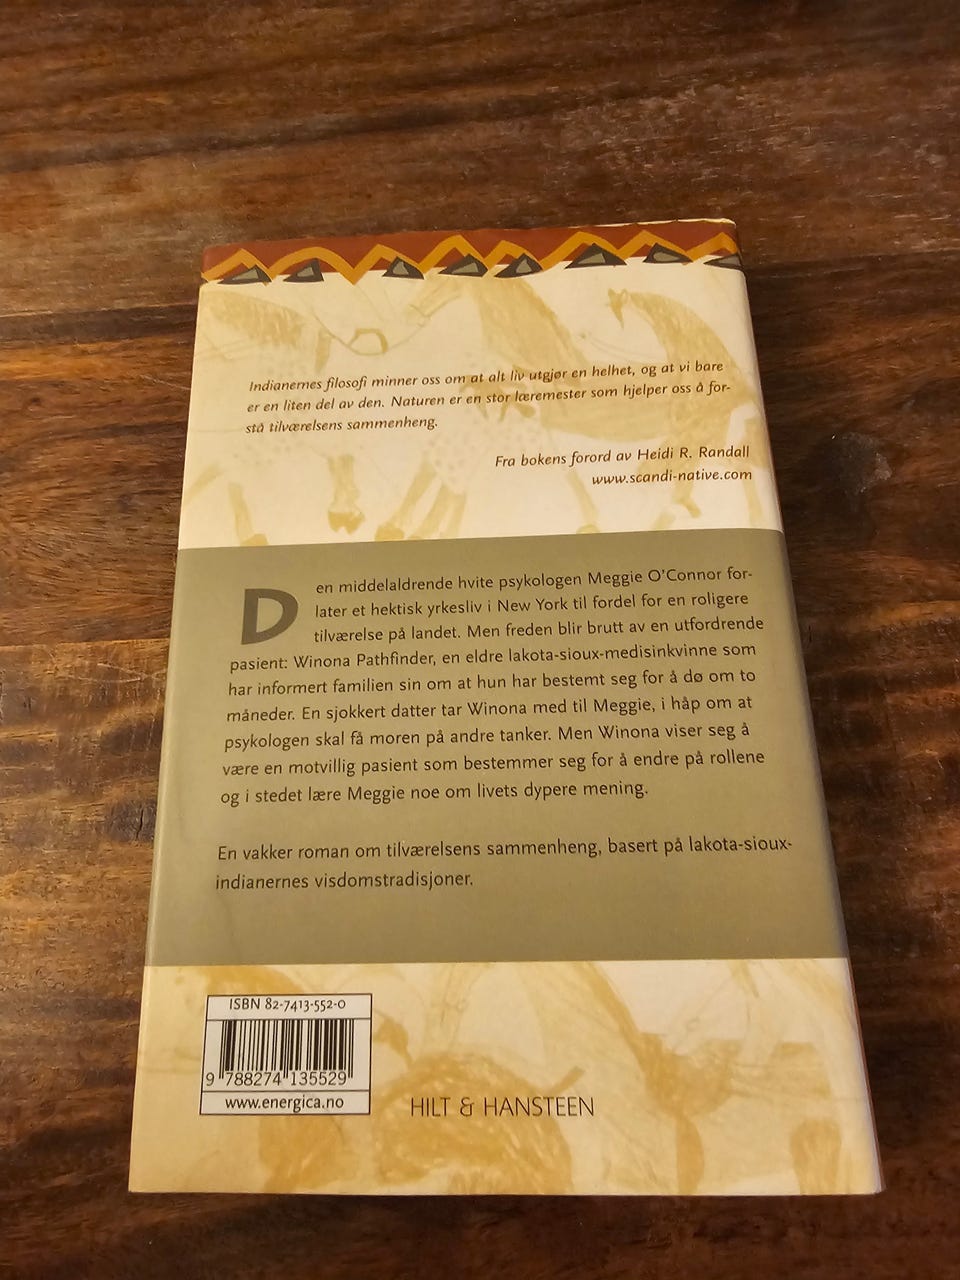 Indianernes filosofi minner oss om at alt liv utgjør en helhet, og at vi bare
er en liten del av den. Naturen er en stor læremester som hjelper oss å for-
stå tilværelsens sammenheng.
Fra bokens forord av Heidi R. Randall
www.scandi-native.com
Den middelaldrende hvite psykologen Meggie O'Connor for-
later et hektisk yrkesliv i New York til fordel for en roligere
tilværelse på landet. Men freden blir brutt av en utfordrende
pasient: Winona Pathfinder, en eldre lakota-sioux-medisinkvinne som
har informert familien sin om at hun har bestemt seg for å dø om to
måneder. En sjokkert datter tar Winona med til Meggie, i håp om at
psykologen skal få moren på andre tanker. Men Winona viser seg å
være en motvillig pasient som bestemmer seg for å endre på rollene
og i stedet lære Meggie noe om livets dypere mening.
En vakker roman om tilværelsens sammenheng, basert på lakota-sioux-
indianernes visdomstradisjoner.
ISBN 82-7413-552-0
9 788274 135529
www.energica.no
HILT & HANSTEEN